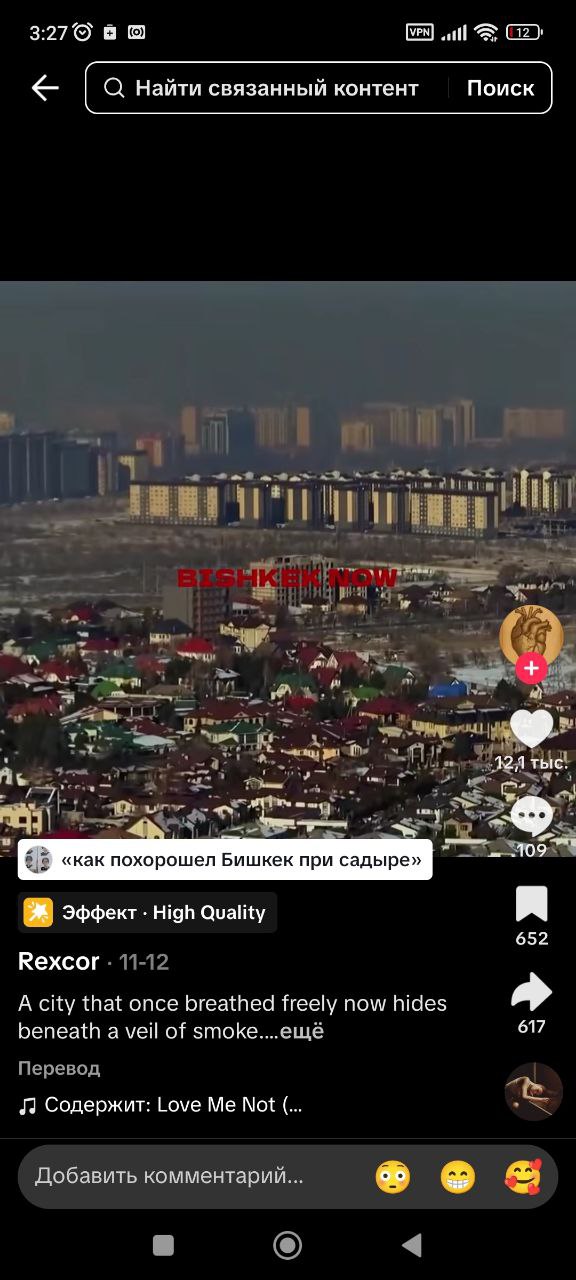 3:27
VPN
12
Найти связанный контент
Поиск
BISHKEK NOW
12,1 тыс.
109
«как похорошел Бишкек при садыре»
Эффект · High Quality
652
Rexcor · 11-12
A city that once breathed freely now hides
beneath a veil of smoke....ещё
617
Перевод
Содержит: Love Me Not (...
Добавить комментарий...